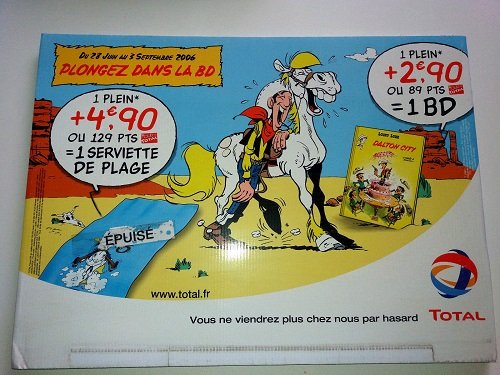 DU 28 JUIN AU 3 SEPTEMBRE 2006
PLONGEZ DANS LA BD
1 PLEIN*
+4€,90
OU 129 PTS
= 1 SERVIETTE
DE PLAGE
1 PLEIN*
+2€,90
OU 89 PTS
= 1 BD
LUCKY LUKE
DALTON CITY
ÉPUISÉ
www.total.fr
Vous ne viendrez plus chez nous par hasard
TOTAL